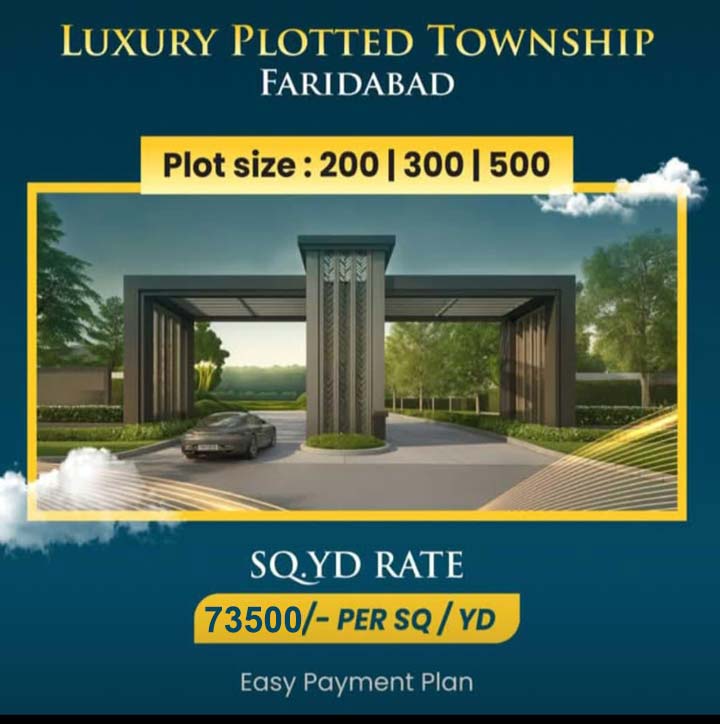 LUXURY PLOTTED TOWNSHIP
FARIDABAD
Plot size : 200 | 300 | 500
SQ.YD RATE
73500/- PER SQ / YD
Easy Payment Plan